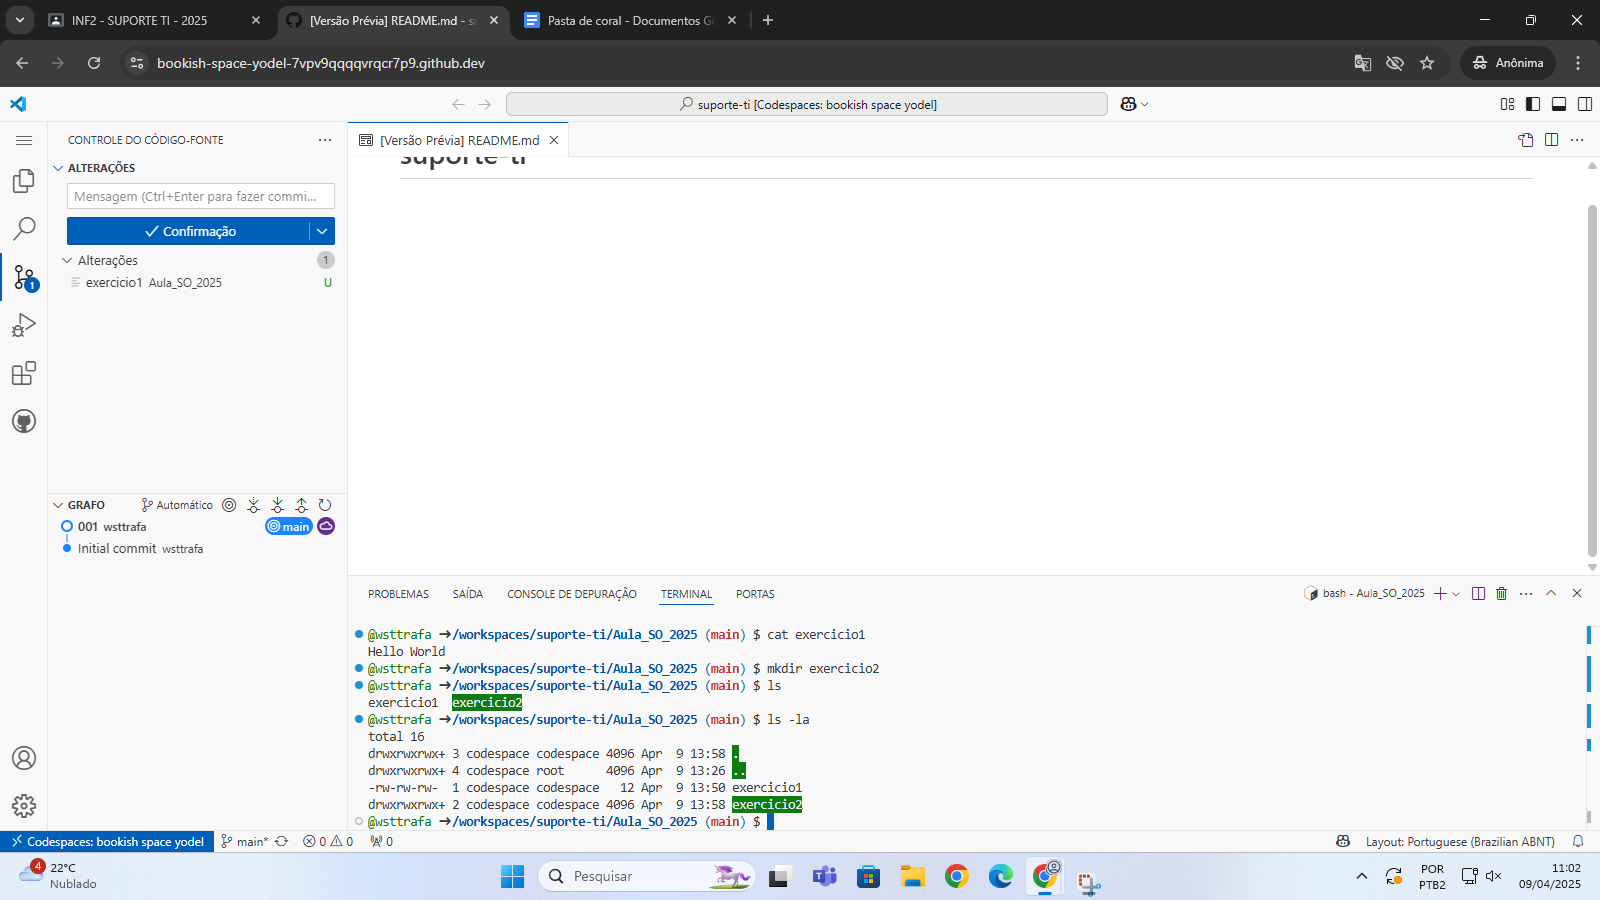 INF2 - SUPORTE TI - 2025
[Versão Prévia] README.md - su
Pasta de coral - Documentos Go
bookish-space-yodel-7vpv9qqqqvrqcr7p9.github.dev
Anônima
suporte-ti [Codespaces: bookish space yodel]
CONTROLE DO CÓDIGO-FONTE
[Versão Prévia] README.md
ALTERAÇÕES
suporte-ti
Mensagem (Ctrl+Enter para fazer commi...
Confirmação
Alterações 1
exercicio1 Aula_SO_2025 U
1
GRAFO Automático
001 wsttrafa main
Initial commit wsttrafa
PROBLEMAS SAÍDA CONSOLE DE DEPURAÇÃO TERMINAL PORTAS
bash - Aula_SO_2025
@wsttrafa ➜/workspaces/suporte-ti/Aula_SO_2025 (main) $ cat exercicio1
Hello World
@wsttrafa ➜/workspaces/suporte-ti/Aula_SO_2025 (main) $ mkdir exercicio2
@wsttrafa ➜/workspaces/suporte-ti/Aula_SO_2025 (main) $ ls
exercicio1 exercicio2
@wsttrafa ➜/workspaces/suporte-ti/Aula_SO_2025 (main) $ ls -la
total 16
drwxrwxrwx+ 3 codespace codespace 4096 Apr 9 13:58 .
drwxrwxrwx+ 4 codespace root 4096 Apr 9 13:26 ..
-rw-rw-rw- 1 codespace codespace 12 Apr 9 13:50 exercicio1
drwxrwxrwx+ 2 codespace codespace 4096 Apr 9 13:58 exercicio2
@wsttrafa ➜/workspaces/suporte-ti/Aula_SO_2025 (main) $
Codespaces: bookish space yodel main* 0 0 0
Layout: Portuguese (Brazilian ABNT)
4
22°C
Nublado
Pesquisar
POR
PTB2
11:02
09/04/2025